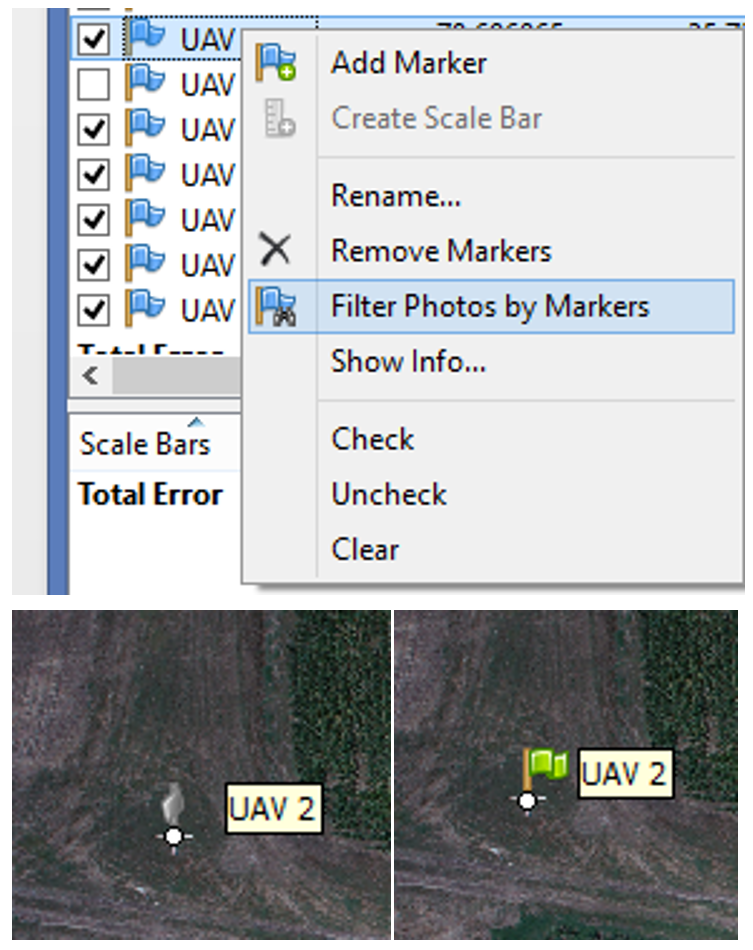 UAV
Add Marker
UAV
Create Scale Bar
UAV
UAV
Rename...
UAV
Remove Markers
UAV
Filter Photos by Markers
UAV
Show Info...
Total Error
Scale Bars
Check
Total Error
Uncheck
Clear
UAV 2
UAV 2